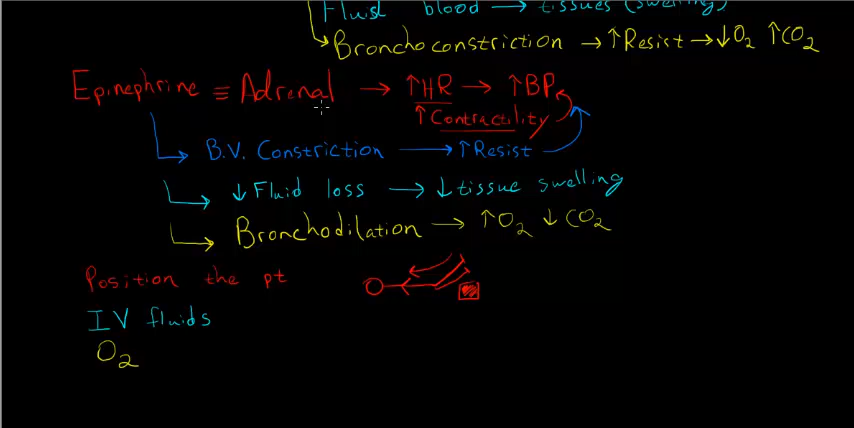 Fluid blood → tissues (swelling)
Bronchoconstriction → ↑Resist → ↓O₂ ↑CO₂
Epinephrine ≡ Adrenal → ↑HR → ↑BP
↑Contractility
B.V. Constriction → ↑Resist
↓Fluid loss → ↓tissue swelling
Bronchodilation → ↑O₂ ↓CO₂
Position the pt
IV fluids
O₂